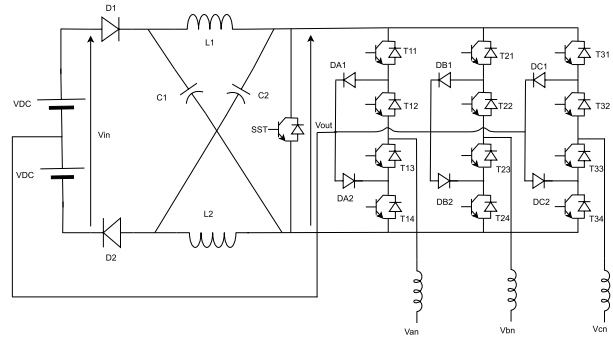 D1
L1
T11
T21
T31
DA1
DB1
DC1
C1
C2
VDC
T12
T22
T32
Vin
SST
Vout
VDC
T13
T23
T33
DA2
DB2
DC2
L2
T14
T24
T34
D2
Van
Vbn
Vcn